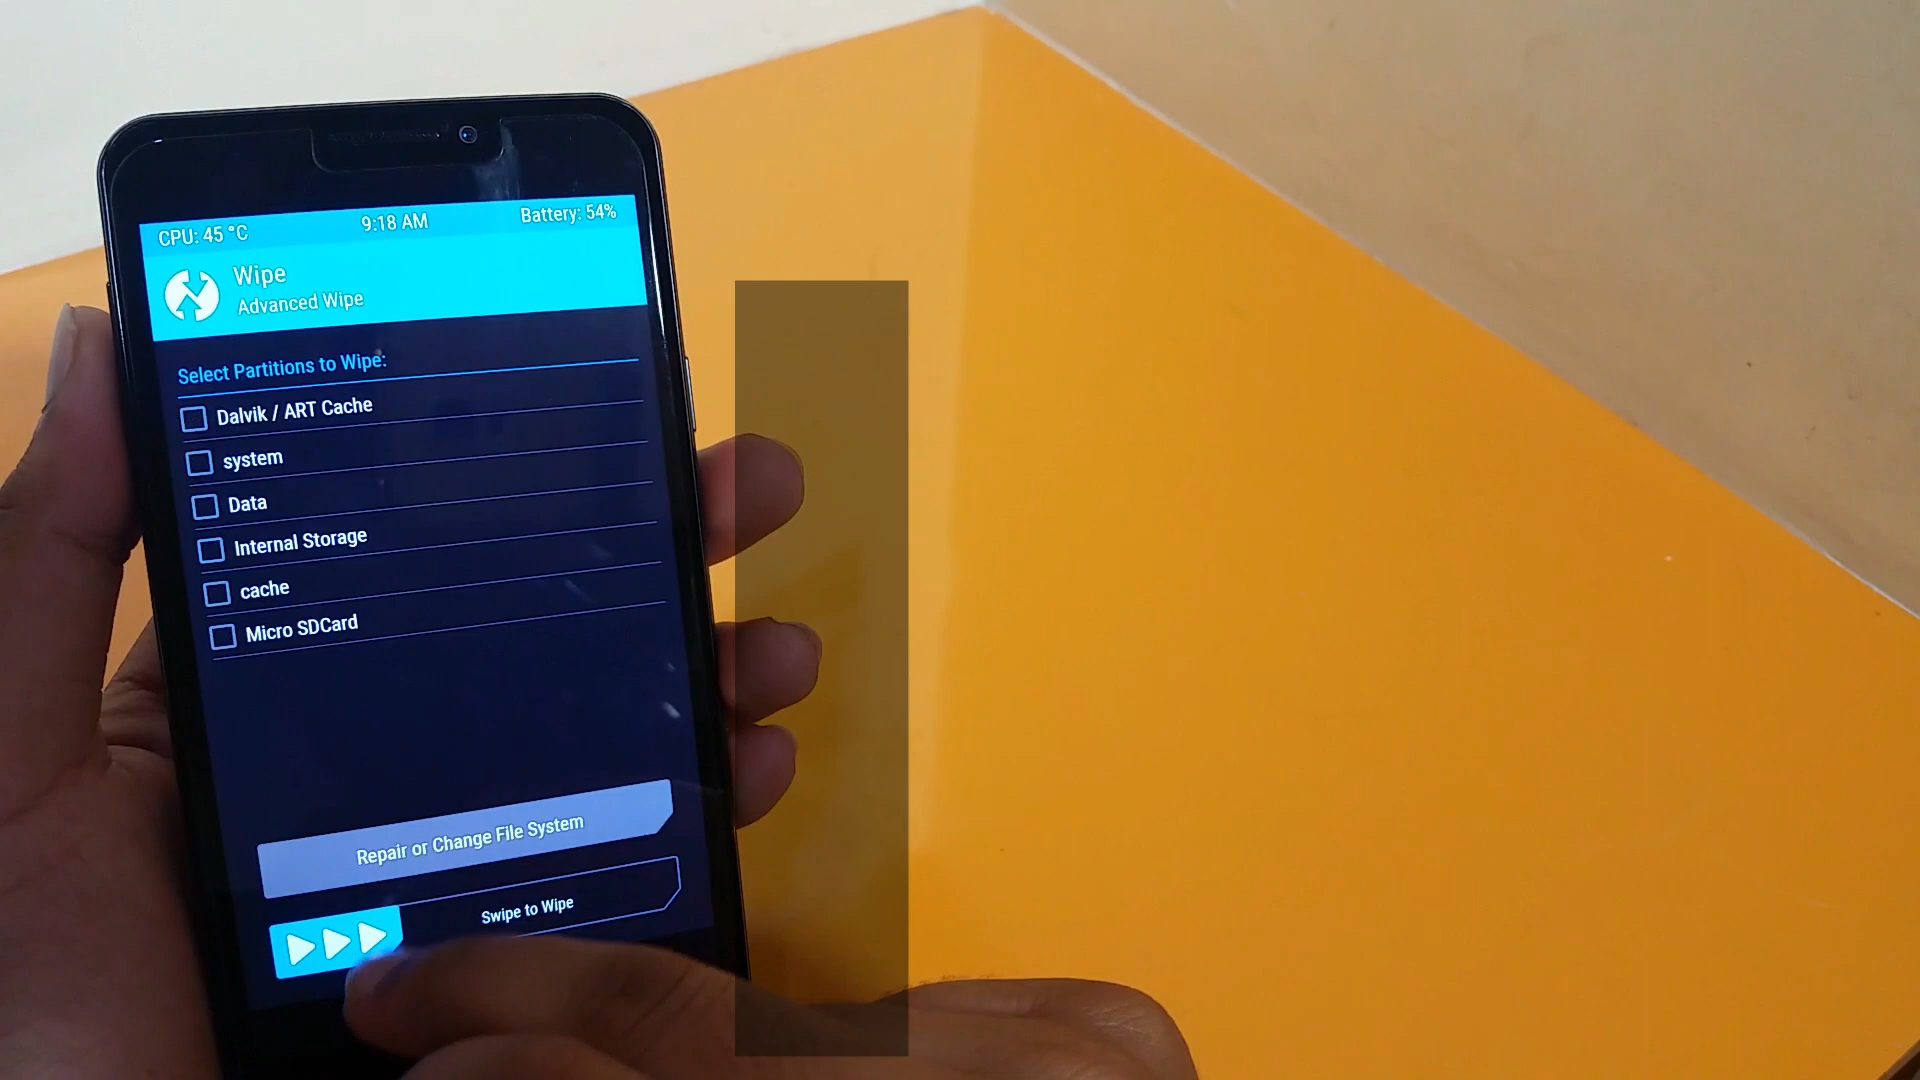 CPU: 45 °C 9:18 AM Battery: 54%
Wipe
Advanced Wipe
Select Partitions to Wipe:
Dalvik / ART Cache
system
Data
Internal Storage
cache
Micro SDCard
Repair or Change File System
Swipe to Wipe